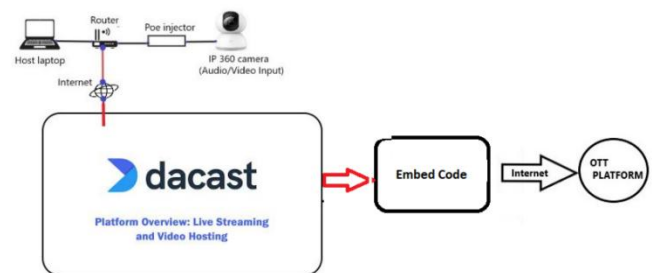 Router
Poe injector
Host laptop
IP 360 camera
(Audio/Video Input)
Internet
dacast
Platform Overview: Live Streaming
and Video Hosting
Embed Code
Internet
OTT
PLATFORM